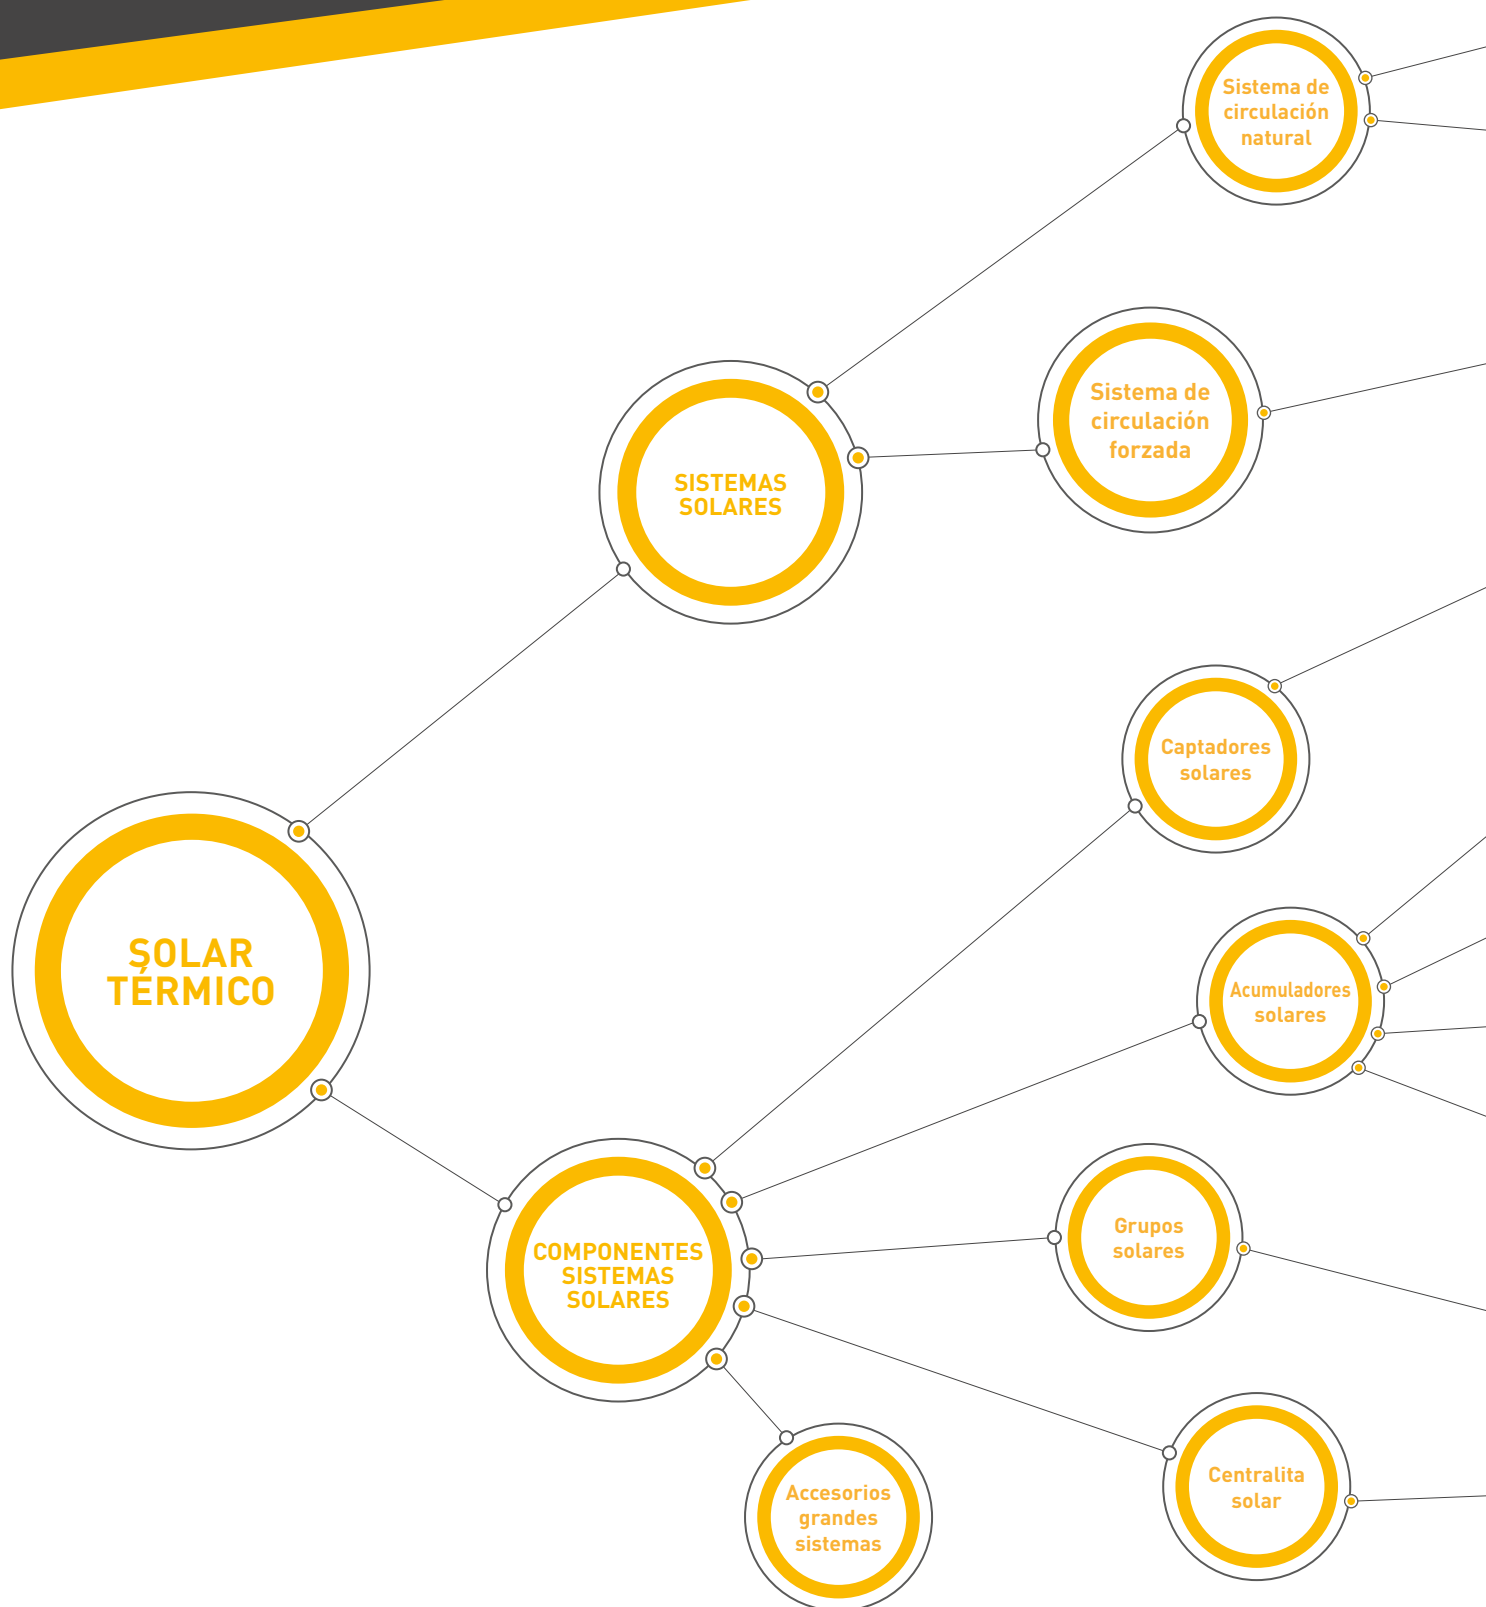 Sistema de
circulación
natural
Sistema de
circulación
forzada
SISTEMAS
SOLARES
Captadores
solares
SOLAR
TÉRMICO
Acumuladores
solares
Grupos
solares
COMPONENTES
SISTEMAS
SOLARES
Centralita
solar
Accesorios
grandes
sistemas